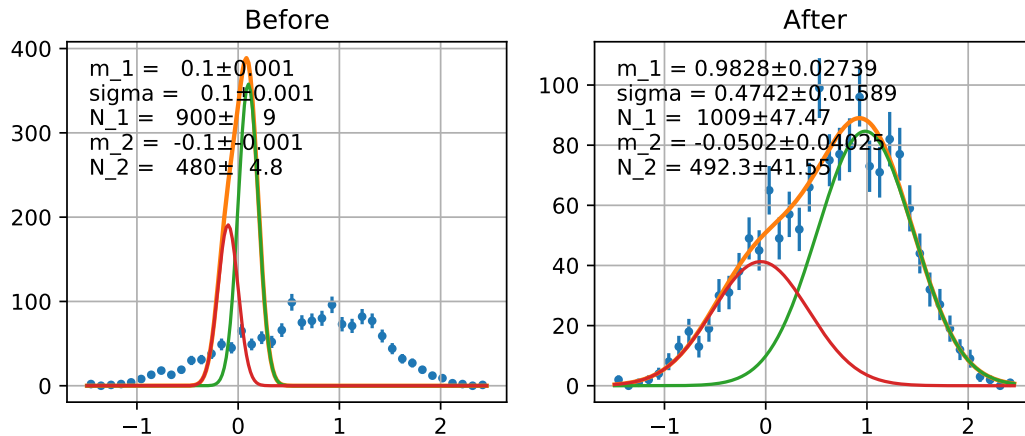 Before
400
300
200
100
0
−1
0
1
2
m_1 = 0.1±0.001
sigma = 0.1±0.001
N_1 = 900± 9
m_2 = -0.1±-0.001
N_2 = 480± 4.8
After
100
80
60
40
20
0
−1
0
1
2
m_1 = 0.9828±0.02739
sigma = 0.4742±0.01589
N_1 = 1009±47.47
m_2 = -0.0502±0.04025
N_2 = 492.3±41.55